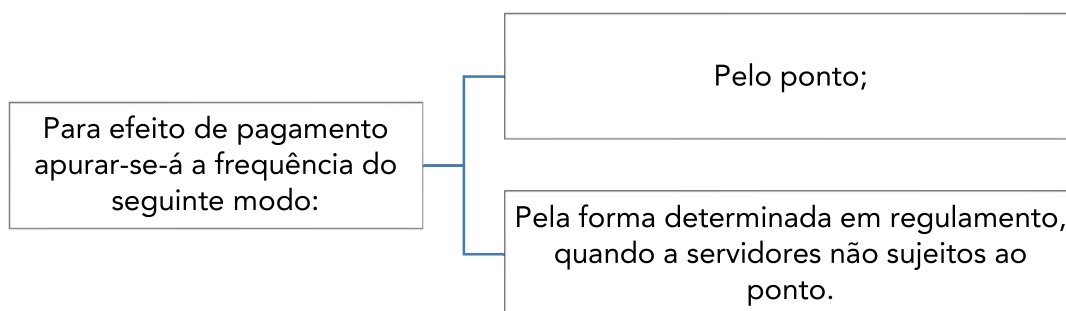 Para efeito de pagamento
apurar-se-á a frequência do
seguinte modo:
Pelo ponto;
Pela forma determinada em regulamento,
quando a servidores não sujeitos ao
ponto.